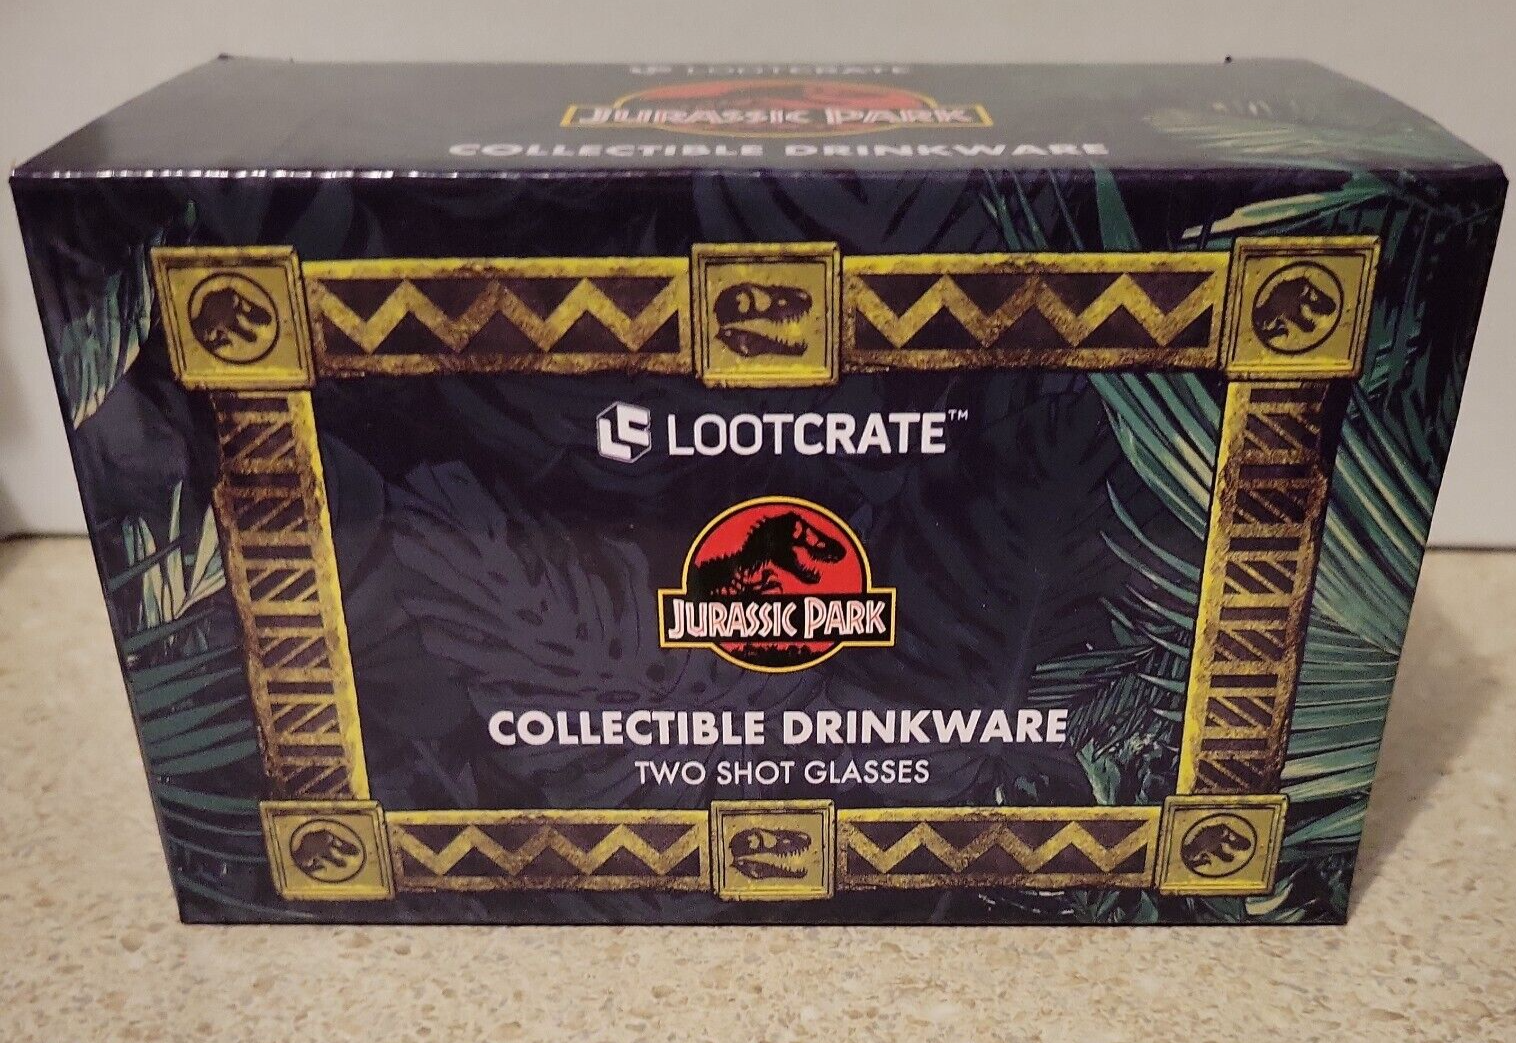 LOOTCRATE
JURASSIC PARK
COLLECTIBLE DRINKWARE
LOOTCRATE™
JURASSIC PARK
COLLECTIBLE DRINKWARE
TWO SHOT GLASSES